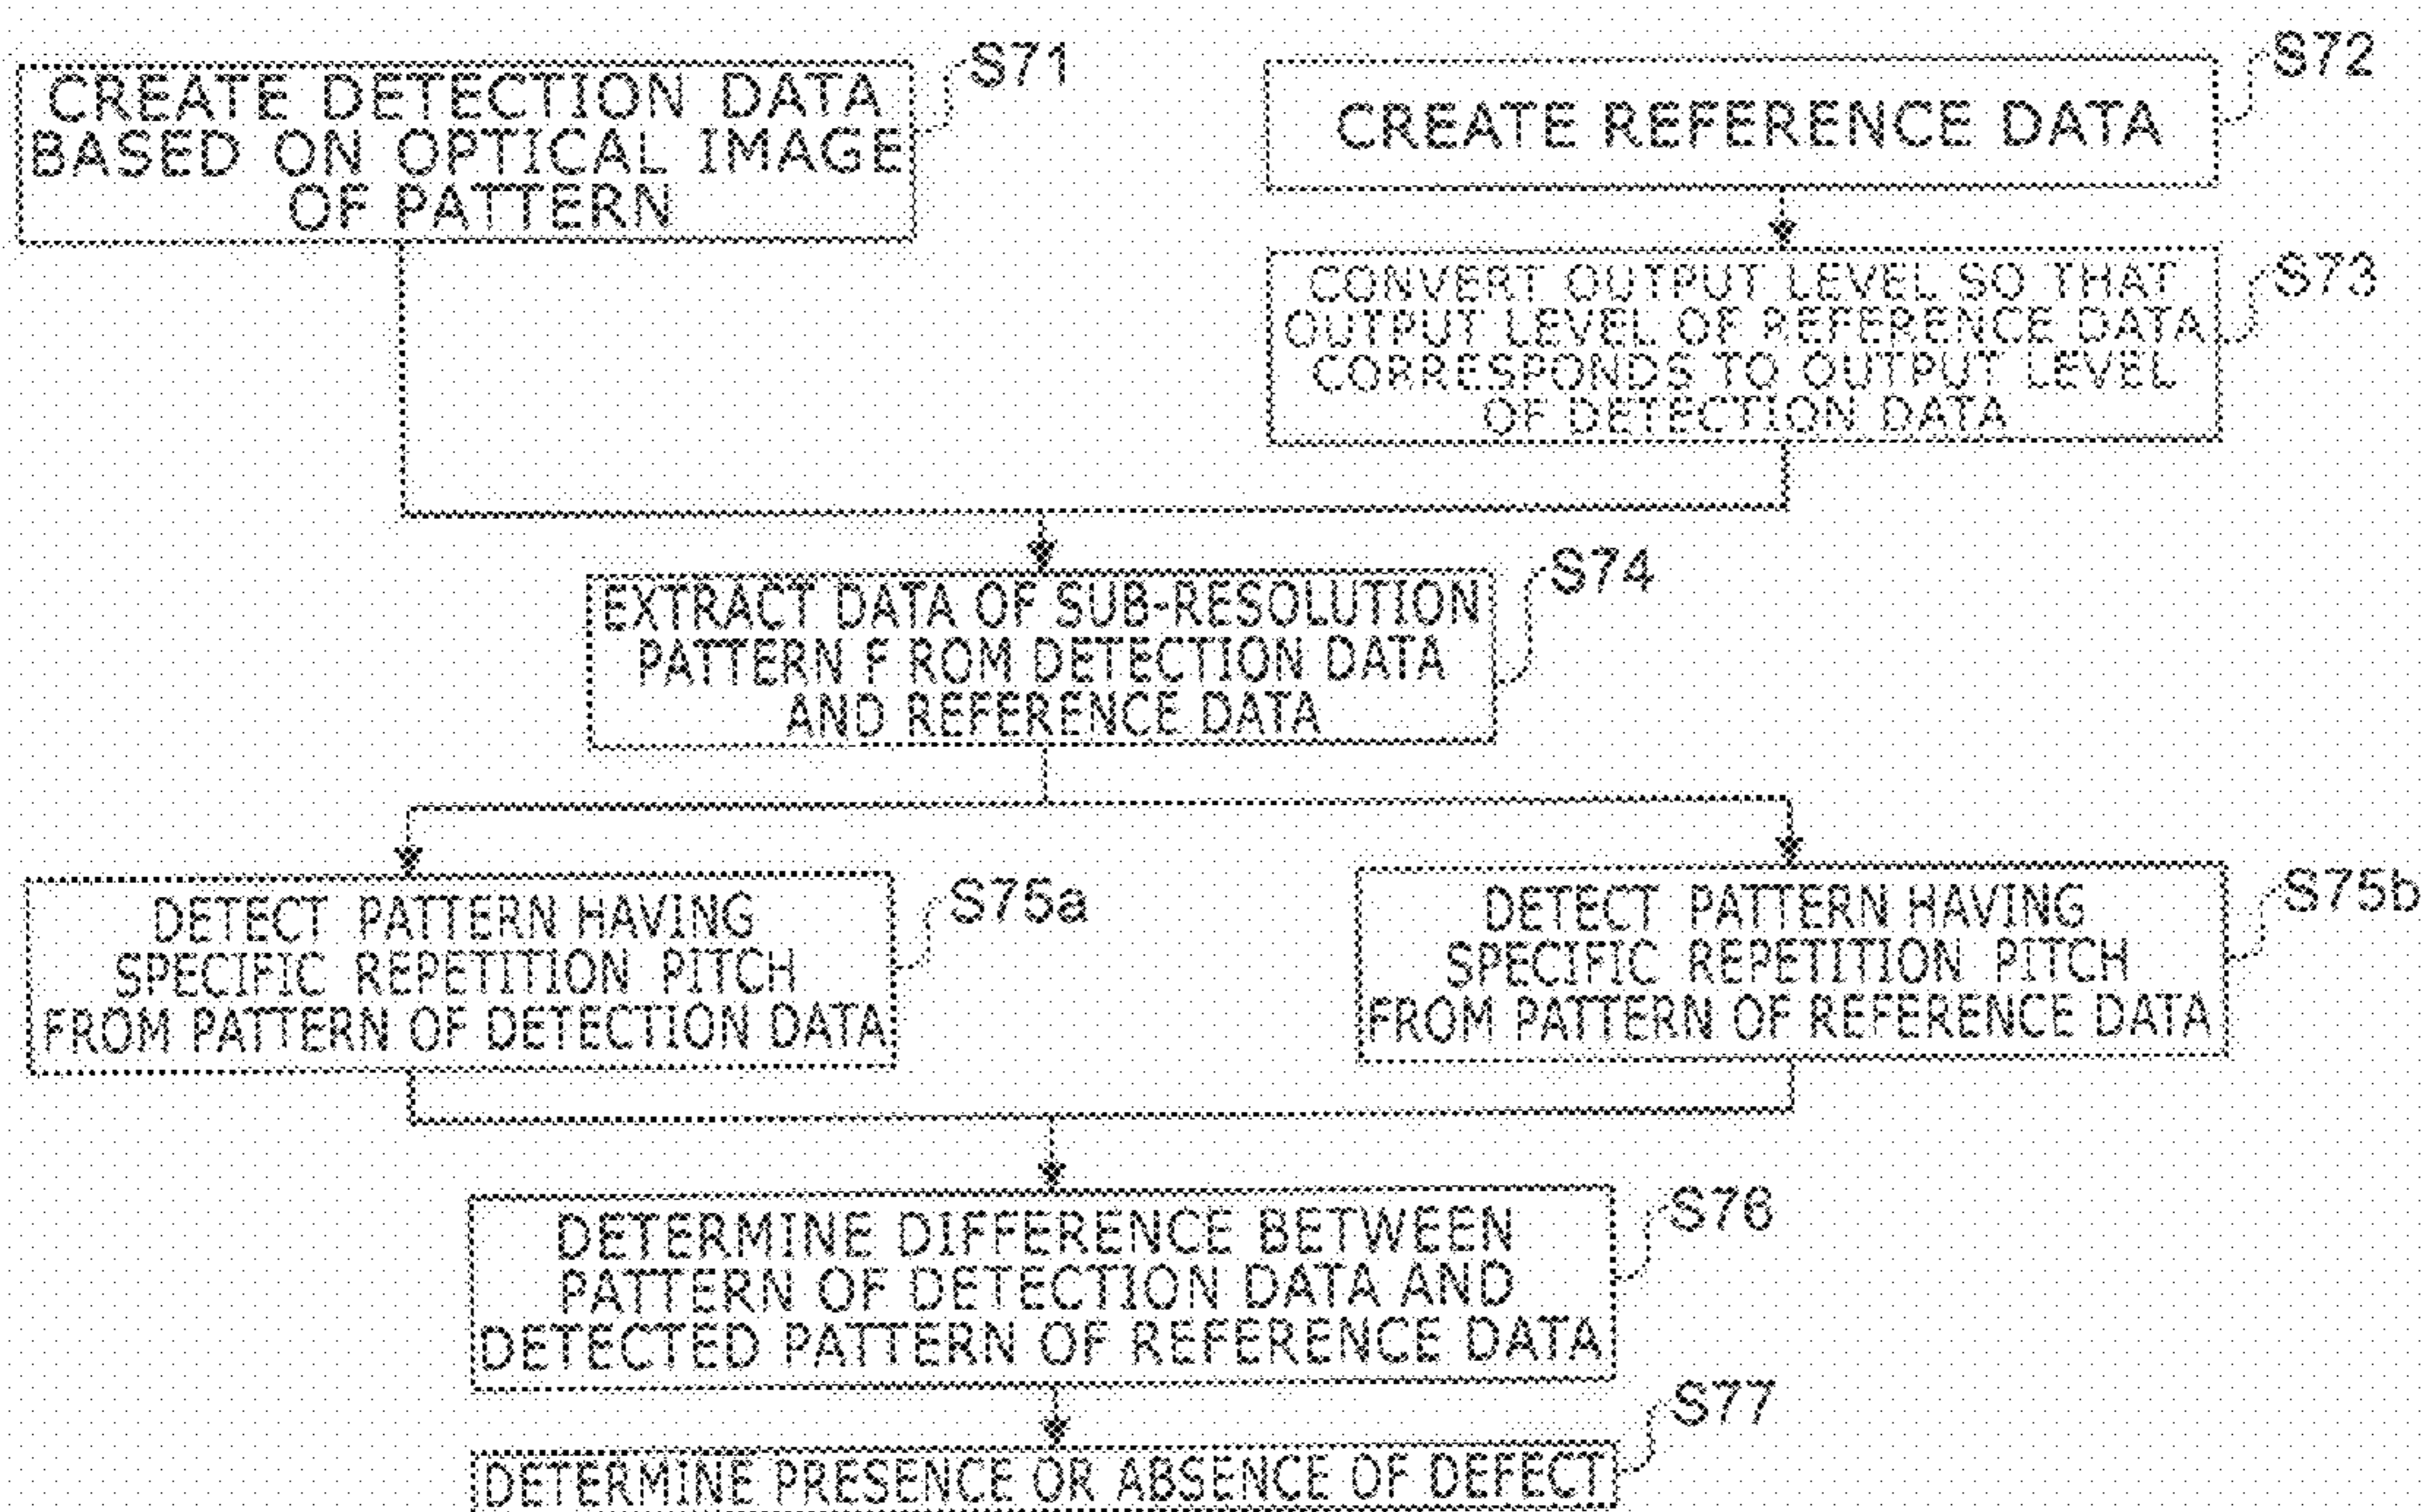 S71
CREATE DETECTION DATA
BASED ON OPTICAL IMAGE
OF PATTERN
S72
CREATE REFERENCE DATA
S73
CONVERT OUTPUT LEVEL SO THAT
OUTPUT LEVEL OF REFERENCE DATA
CORRESPONDS TO OUTPUT LEVEL
OF DETECTION DATA
S74
EXTRACT DATA OF SUB-RESOLUTION
PATTERN F ROM DETECTION DATA
AND REFERENCE DATA
S75a
DETECT PATTERN HAVING
SPECIFIC REPETITION PITCH
FROM PATTERN OF DETECTION DATA
S75b
DETECT PATTERN HAVING
SPECIFIC REPETITION PITCH
FROM PATTERN OF REFERENCE DATA
S76
DETERMINE DIFFERENCE BETWEEN
PATTERN OF DETECTION DATA AND
DETECTED PATTERN OF REFERENCE DATA
S77
DETERMINE PRESENCE OR ABSENCE OF DEFECT